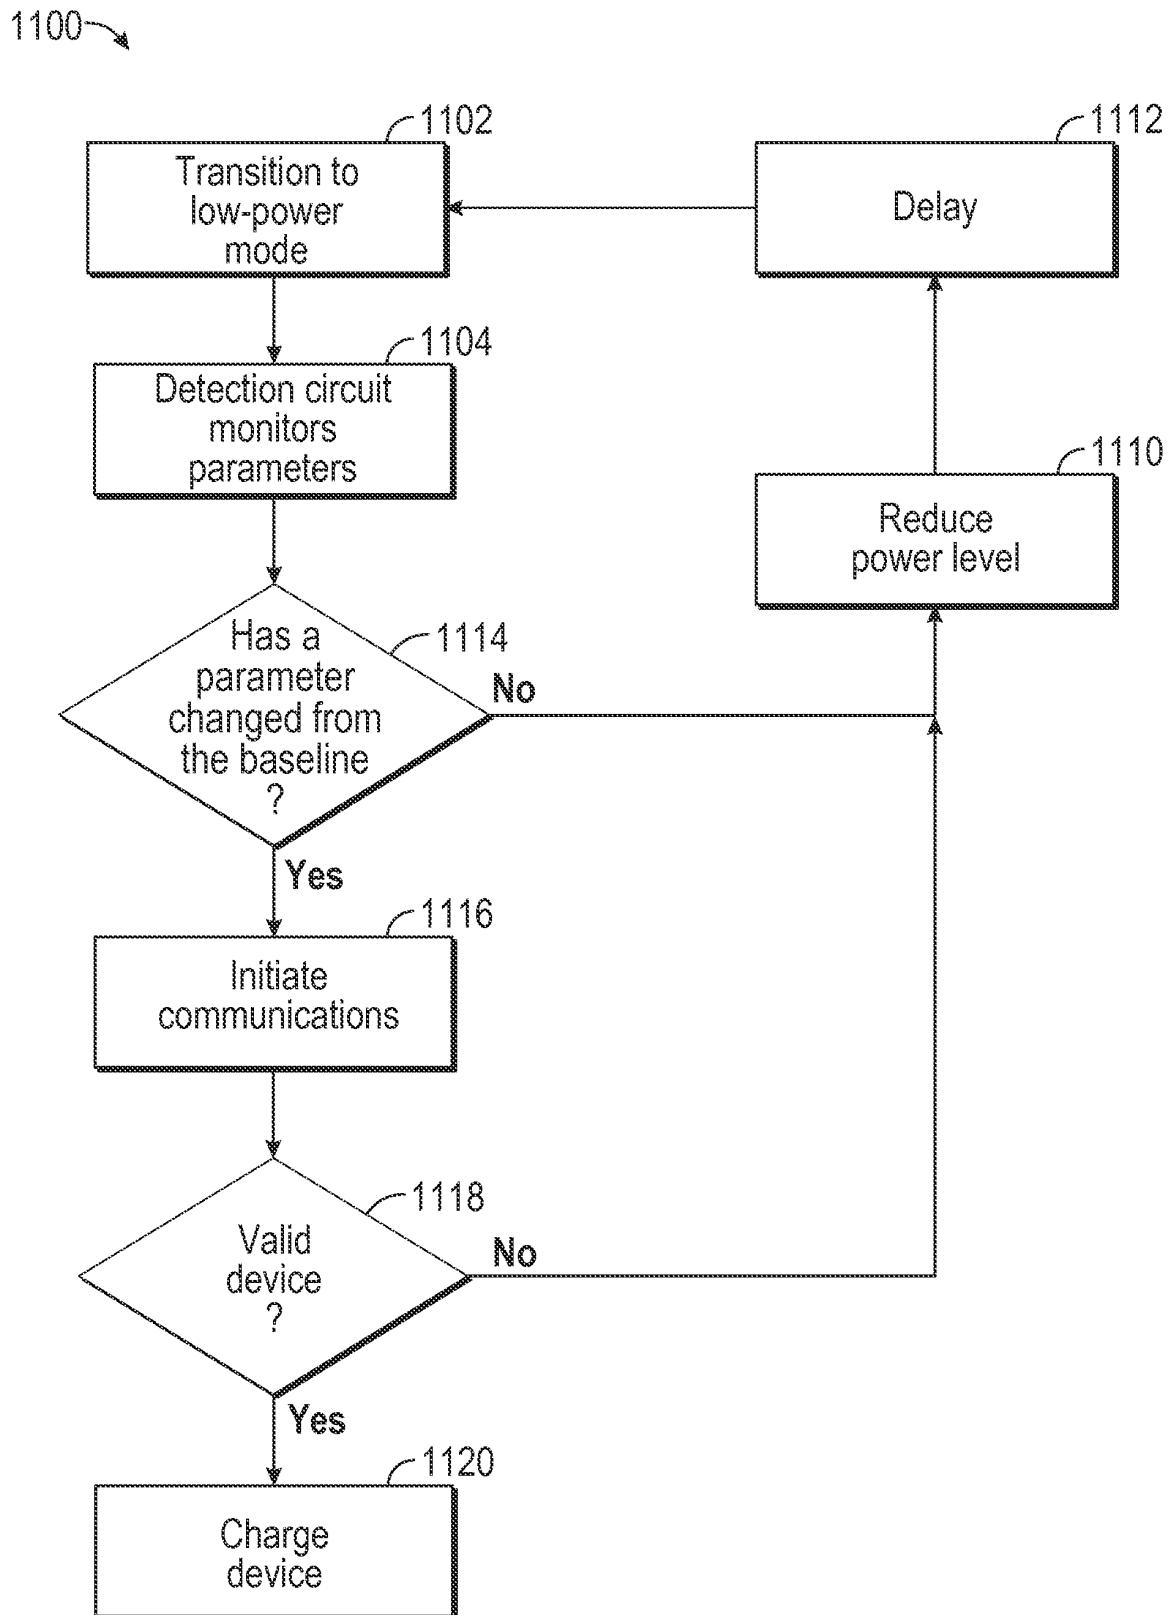 1100
1102
Transition to
low-power
mode
1112
Delay
1104
Detection circuit
monitors
parameters
1110
Reduce
power level
1114
Has a
parameter
changed from
the baseline
?
No
Yes
1116
Initiate
communications
1118
Valid
device
?
No
Yes
1120
Charge
device